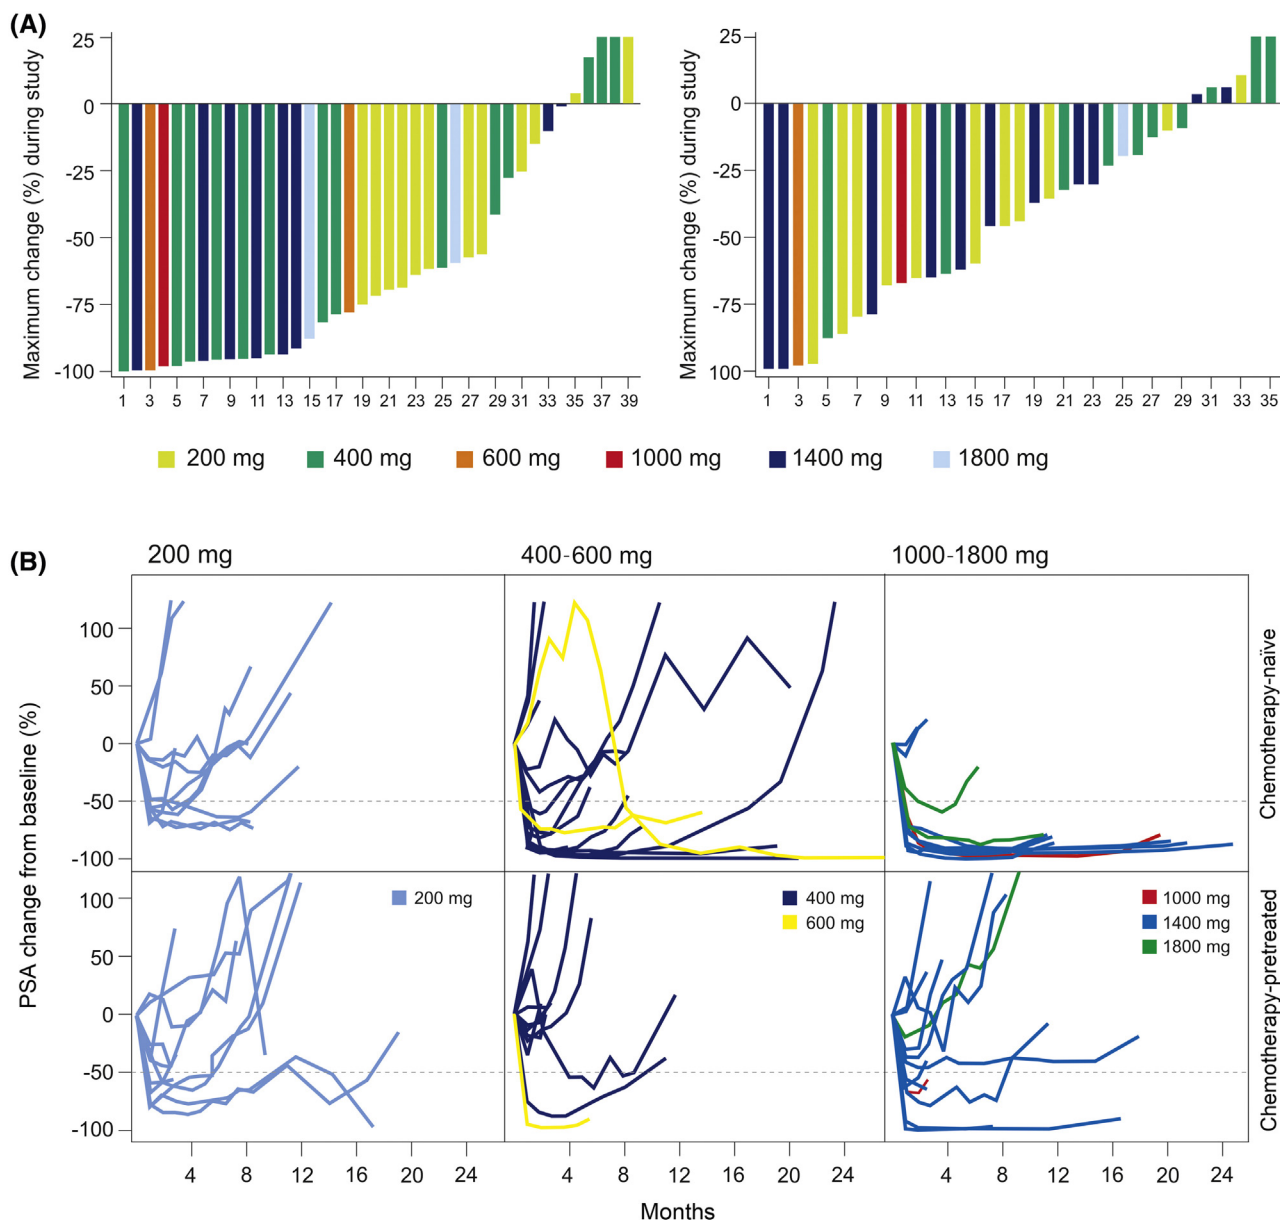 (A)
Maximum change (%) during study
25
0
-25
-50
-75
-100
1 3 5 7 9 11 13 15 17 19 21 23 25 27 29 31 33 35 37 39
Maximum change (%) during study
25
0
-25
-50
-75
100
1 3 5 7 9 11 13 15 17 19 21 23 25 27 29 31 33 35
200 mg 400 mg 600 mg 1000 mg 1400 mg 1800 mg
(B)
200 mg 400-600 mg 1000-1800 mg
PSA change from baseline (%)
100
50
0
-50
-100
Chemotherapy-naïve
100
50
0
-50
-100
200 mg
400 mg
600 mg
1000 mg
1400 mg
1800 mg
Chemotherapy-pretreated
4 8 12 16 20 24 4 8 12 16 20 24 4 8 12 16 20 24
Months